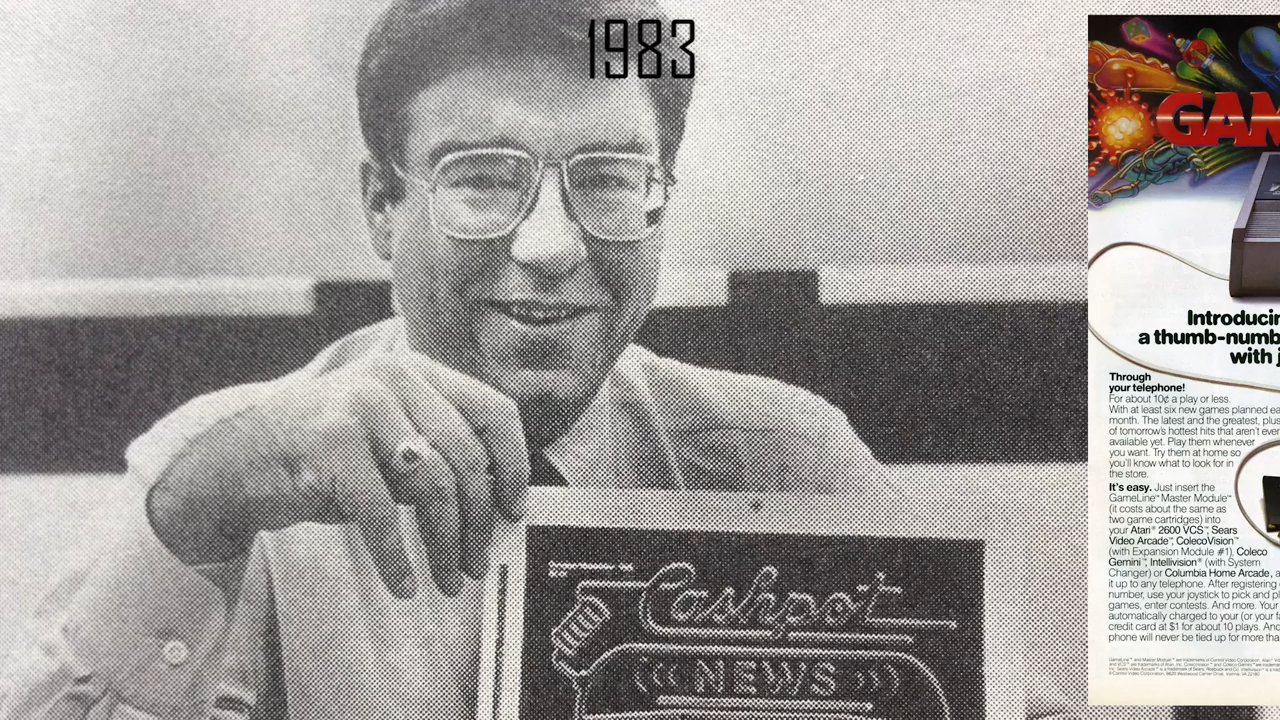 1983
Cashpot
NEWS
GAM
Introducin
a thumb-numb
with j
Through
your telephone!
For about 10¢ a play or less.
With at least six new games planned ea
month. The latest and the greatest, plus
of tomorrow's hottest hits that aren't ever
available yet. Play them whenever
you want. Try them at home so
you'll know what to look for in
the store.
It's easy. Just insert the
GameLine™ Master Module™
(it costs about the same as
two game cartridges) into
your Atari® 2600 VCS™, Sears
Video Arcade™, ColecoVision™
(with Expansion Module #1), Coleco
Gemini™, Intellivision® (with System
Changer) or Columbia Home Arcade, a
it up to any telephone. After registering
number, use your joystick to pick and pl
games, enter contests. And more. Your
automatically charged to your (or your fa
credit card at $1 for about 10 plays. And
phone will never be tied up for more tha